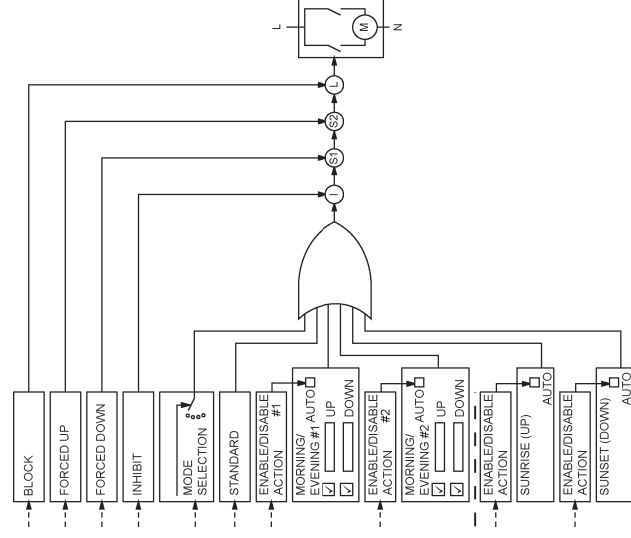 L
M
N
BLOCK
FORCED UP
FORCED DOWN
INHIBIT
L
S2
S1
I
MODE
SELECTION
STANDARD
ENABLE/DISABLE
ACTION #1
MORNING/
EVENING #1 AUTO
UP
DOWN
ENABLE/DISABLE
ACTION #2
MORNING/
EVENING #2 AUTO
UP
DOWN
ENABLE/DISABLE
ACTION
SUNRISE (UP)
AUTO
ENABLE/DISABLE
ACTION
SUNSET (DOWN)
AUTO